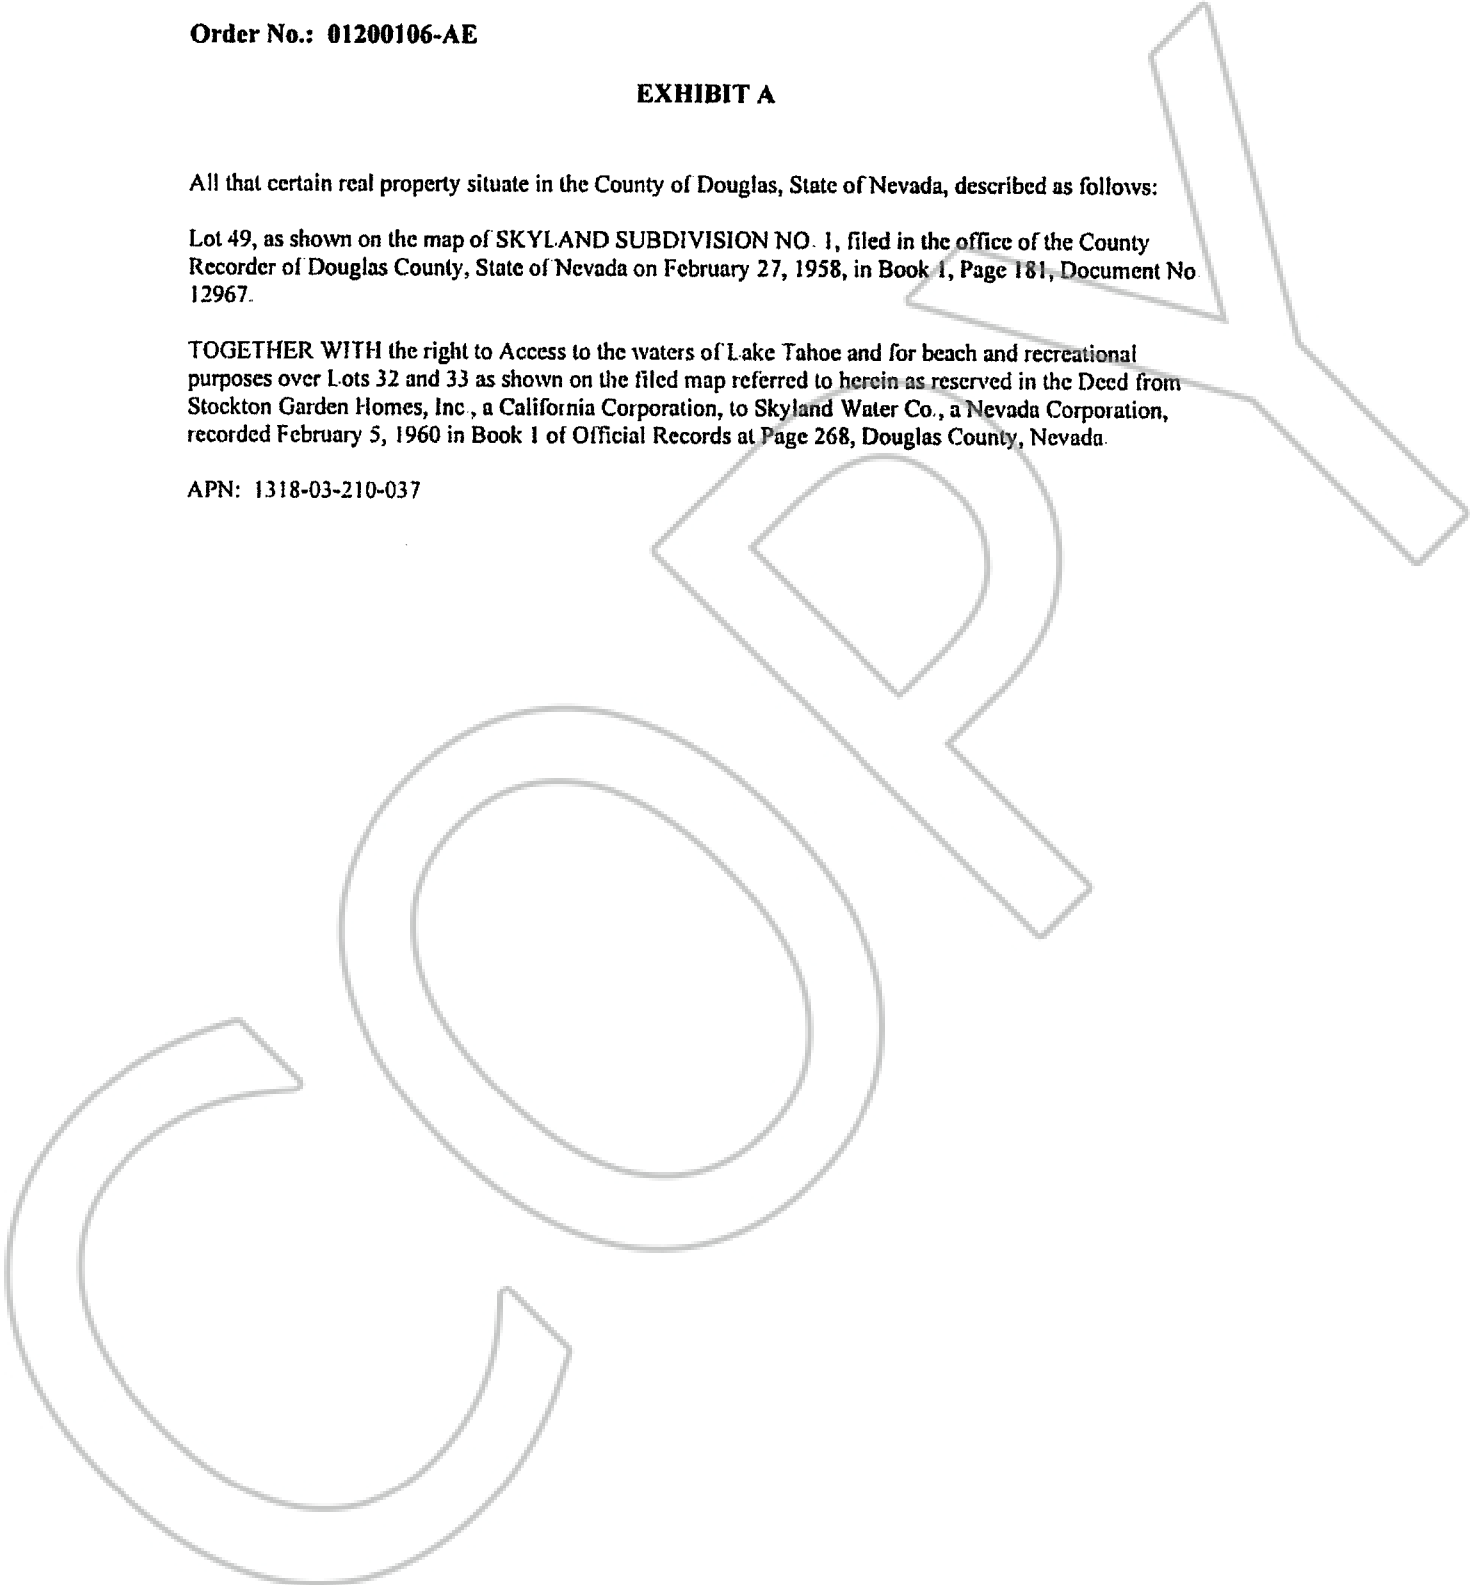 Order No.: 01200106-AE
EXHIBIT A
All that certain real property situate in the County of Douglas, State of Nevada, described as follows:
Lot 49, as shown on the map of SKYLAND SUBDIVISION NO. 1, filed in the office of the County
Recorder of Douglas County, State of Nevada on February 27, 1958, in Book 1, Page 181, Document No.
12967.
TOGETHER WITH the right to Access to the waters of Lake Tahoe and for beach and recreational
purposes over Lots 32 and 33 as shown on the filed map referred to herein as reserved in the Deed from
Stockton Garden Homes, Inc., a California Corporation, to Skyland Water Co., a Nevada Corporation,
recorded February 5, 1960 in Book 1 of Official Records at Page 268, Douglas County, Nevada.
APN: 1318-03-210-037
COPY